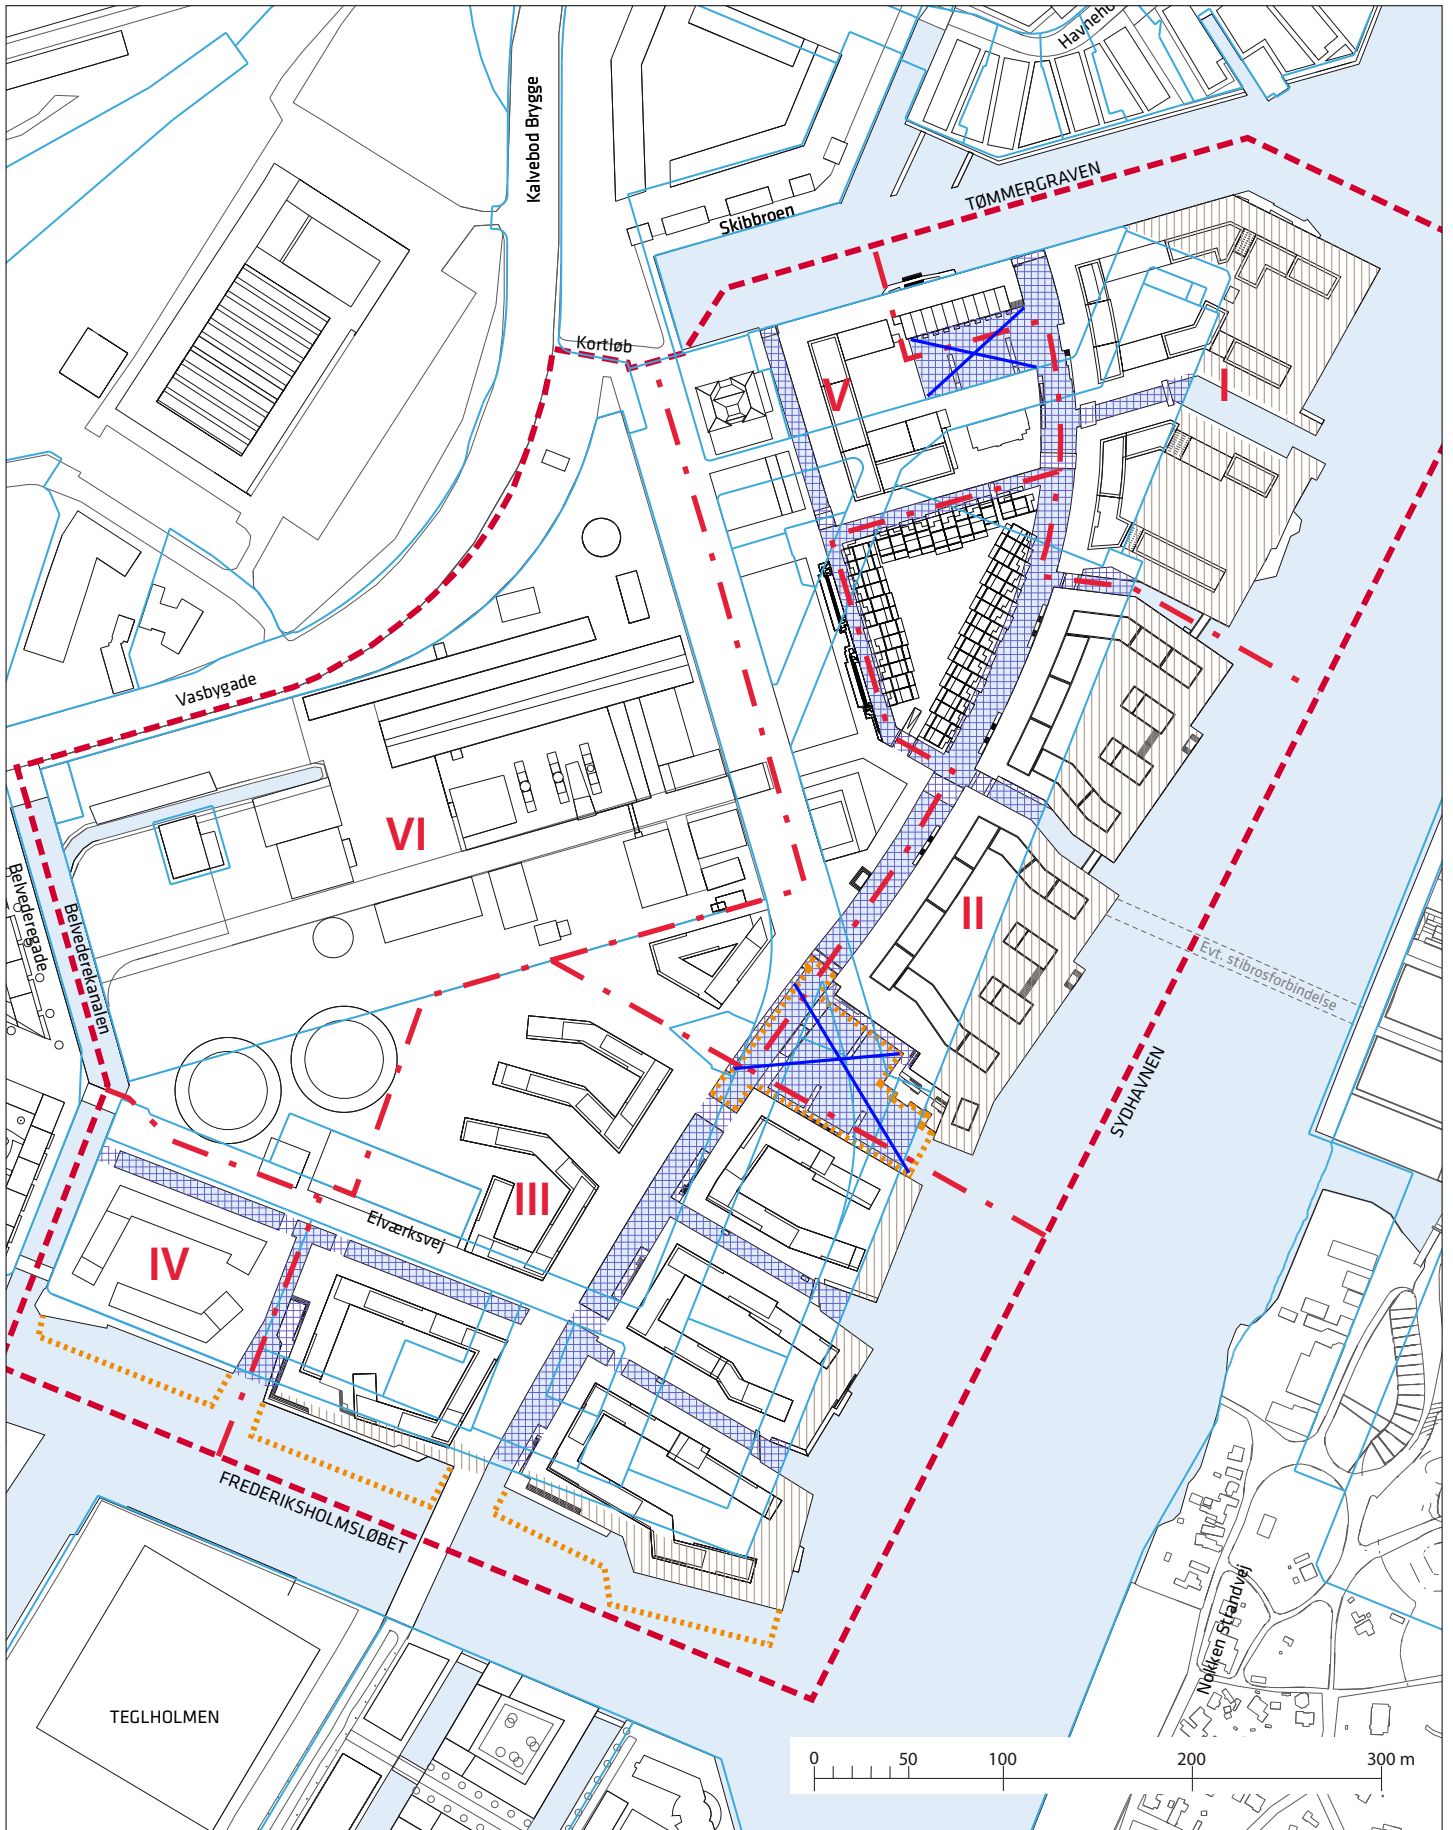 Havneho
Kalvebod Brygge
TØMMERGRAVEN
Skibbroen
Kortløb
V
I
Vasbygade
VI
Belvederegade
Belvederekanalen
II
Evt. stibrosforbindelse
SYDHAVNEN
III
Elværksvej
IV
FREDERIKSHOLMSLØBET
Nokken Strandvej
TEGLHOLMEN
0 50 100 200 300 m